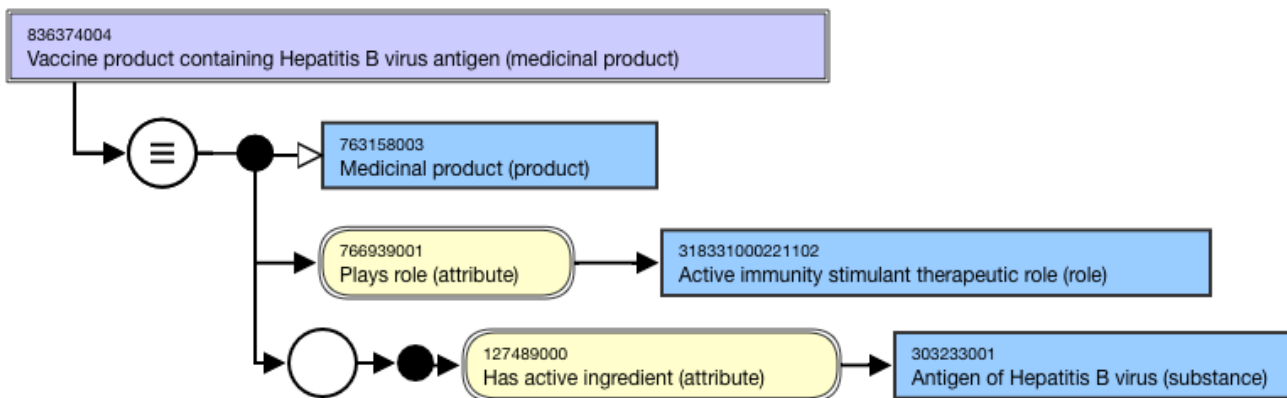 836374004
Vaccine product containing Hepatitis B virus antigen (medicinal product)
763158003
Medicinal product (product)
766939001
Plays role (attribute)
318331000221102
Active immunity stimulant therapeutic role (role)
127489000
Has active ingredient (attribute)
303233001
Antigen of Hepatitis B virus (substance)